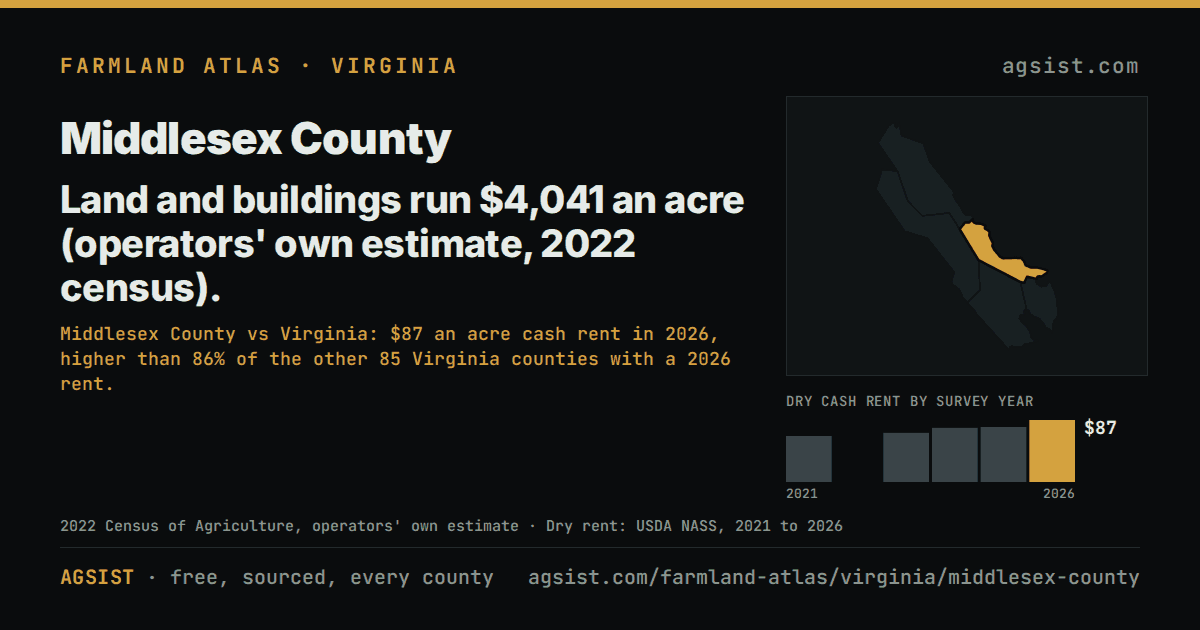 FARMLAND ATLAS · VIRGINIA
agsist.com
Middlesex County
Land and buildings run $4,041 an acre
(operators' own estimate, 2022
census).
Middlesex County vs Virginia: $87 an acre cash rent in 2026,
higher than 86% of the other 85 Virginia counties with a 2026
rent.
DRY CASH RENT BY SURVEY YEAR
$87
2021
2026
2022 Census of Agriculture, operators' own estimate · Dry rent: USDA NASS, 2021 to 2026
AGSIST · free, sourced, every county
agsist.com/farmland-atlas/virginia/middlesex-county